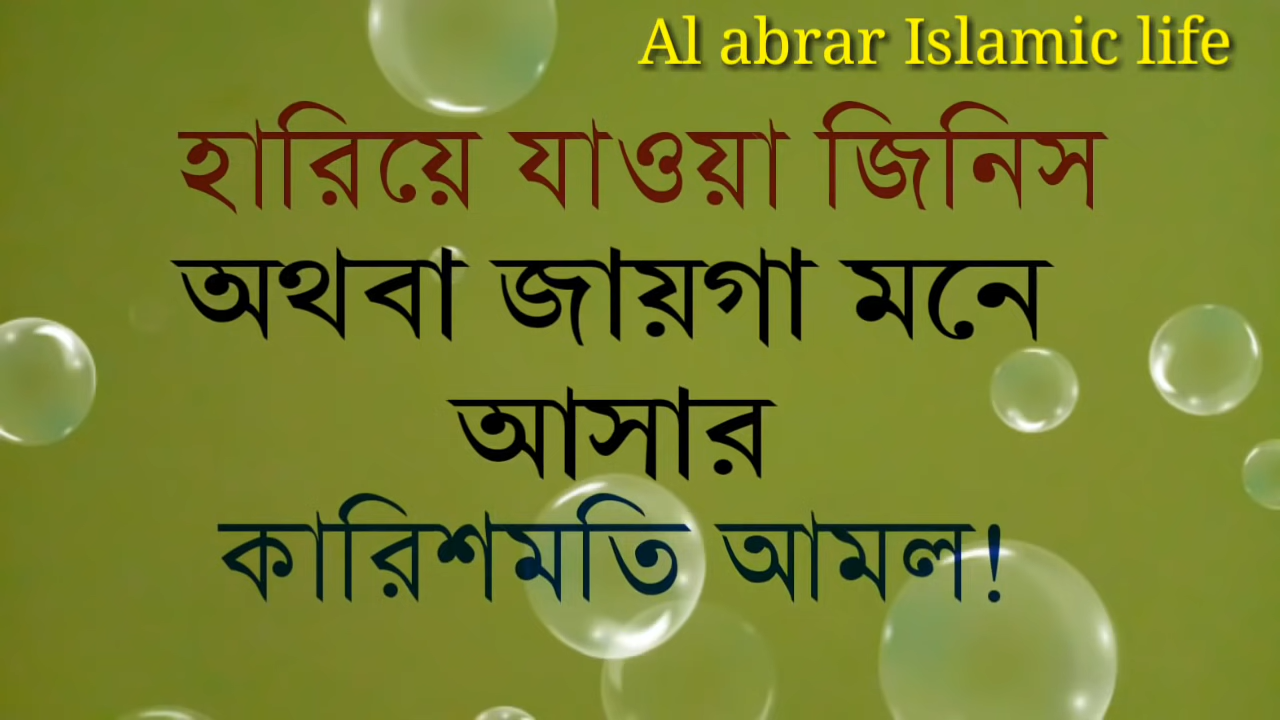 Al abrar Islamic life
হারিয়ে যাওয়া জিনিস
অথবা জায়গা মনে
আসার
কারিশমতি আমল!